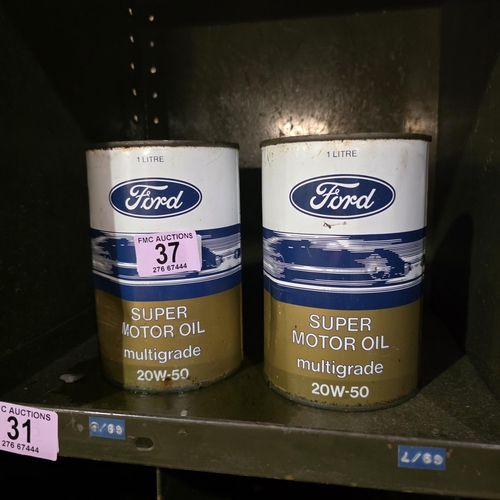 1 LITRE
Ford
FMC AUCTIONS
37
276 67444
SUPER
MOTOR OIL
multigrade
20W-50
1 LITRE
Ford
SUPER
MOTOR OIL
multigrade
20W-50
C AUCTIONS
31
276 67444